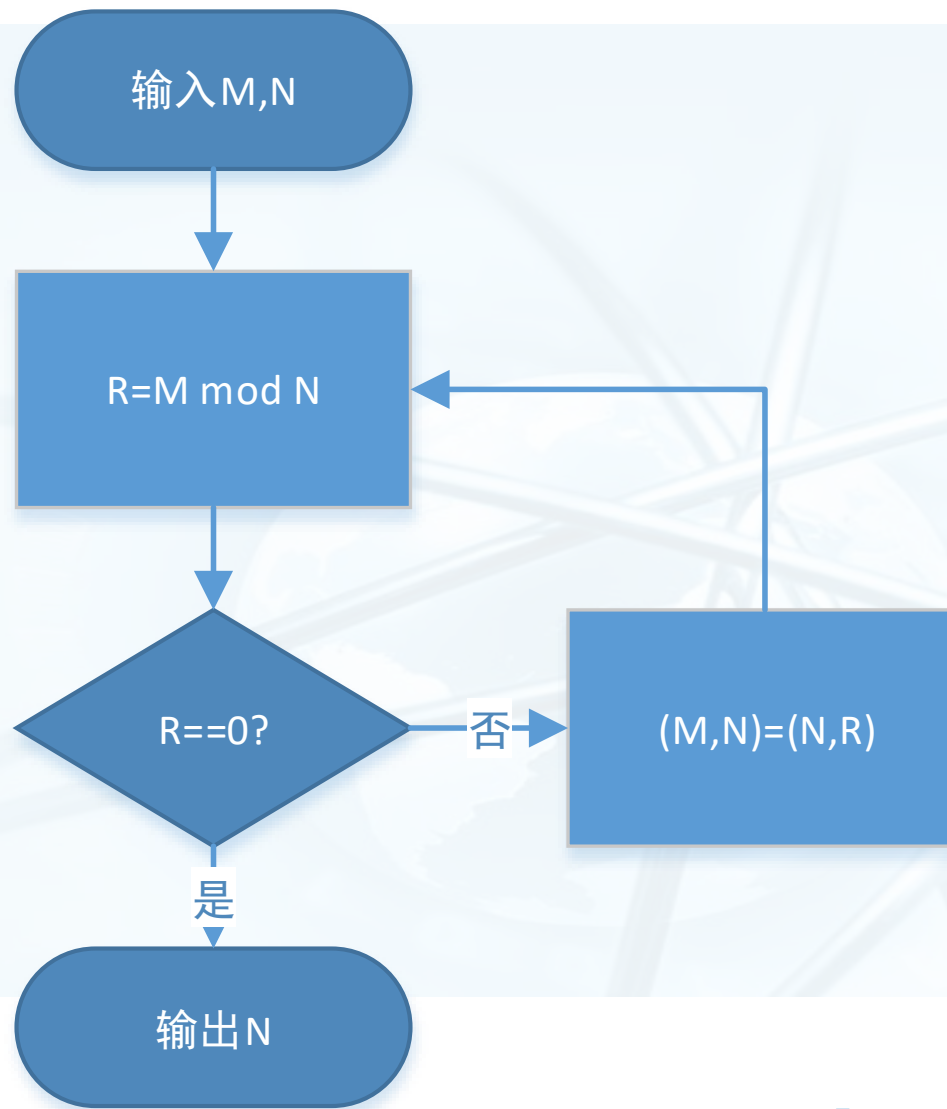 输入M,N
R=M mod N
R==0?
否
(M,N)=(N,R)
是
输出N